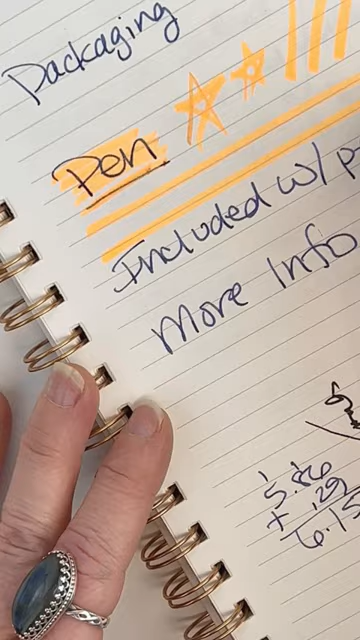 Packaging
Pen
Included w/
More Info
5.86
+ .29
6.15